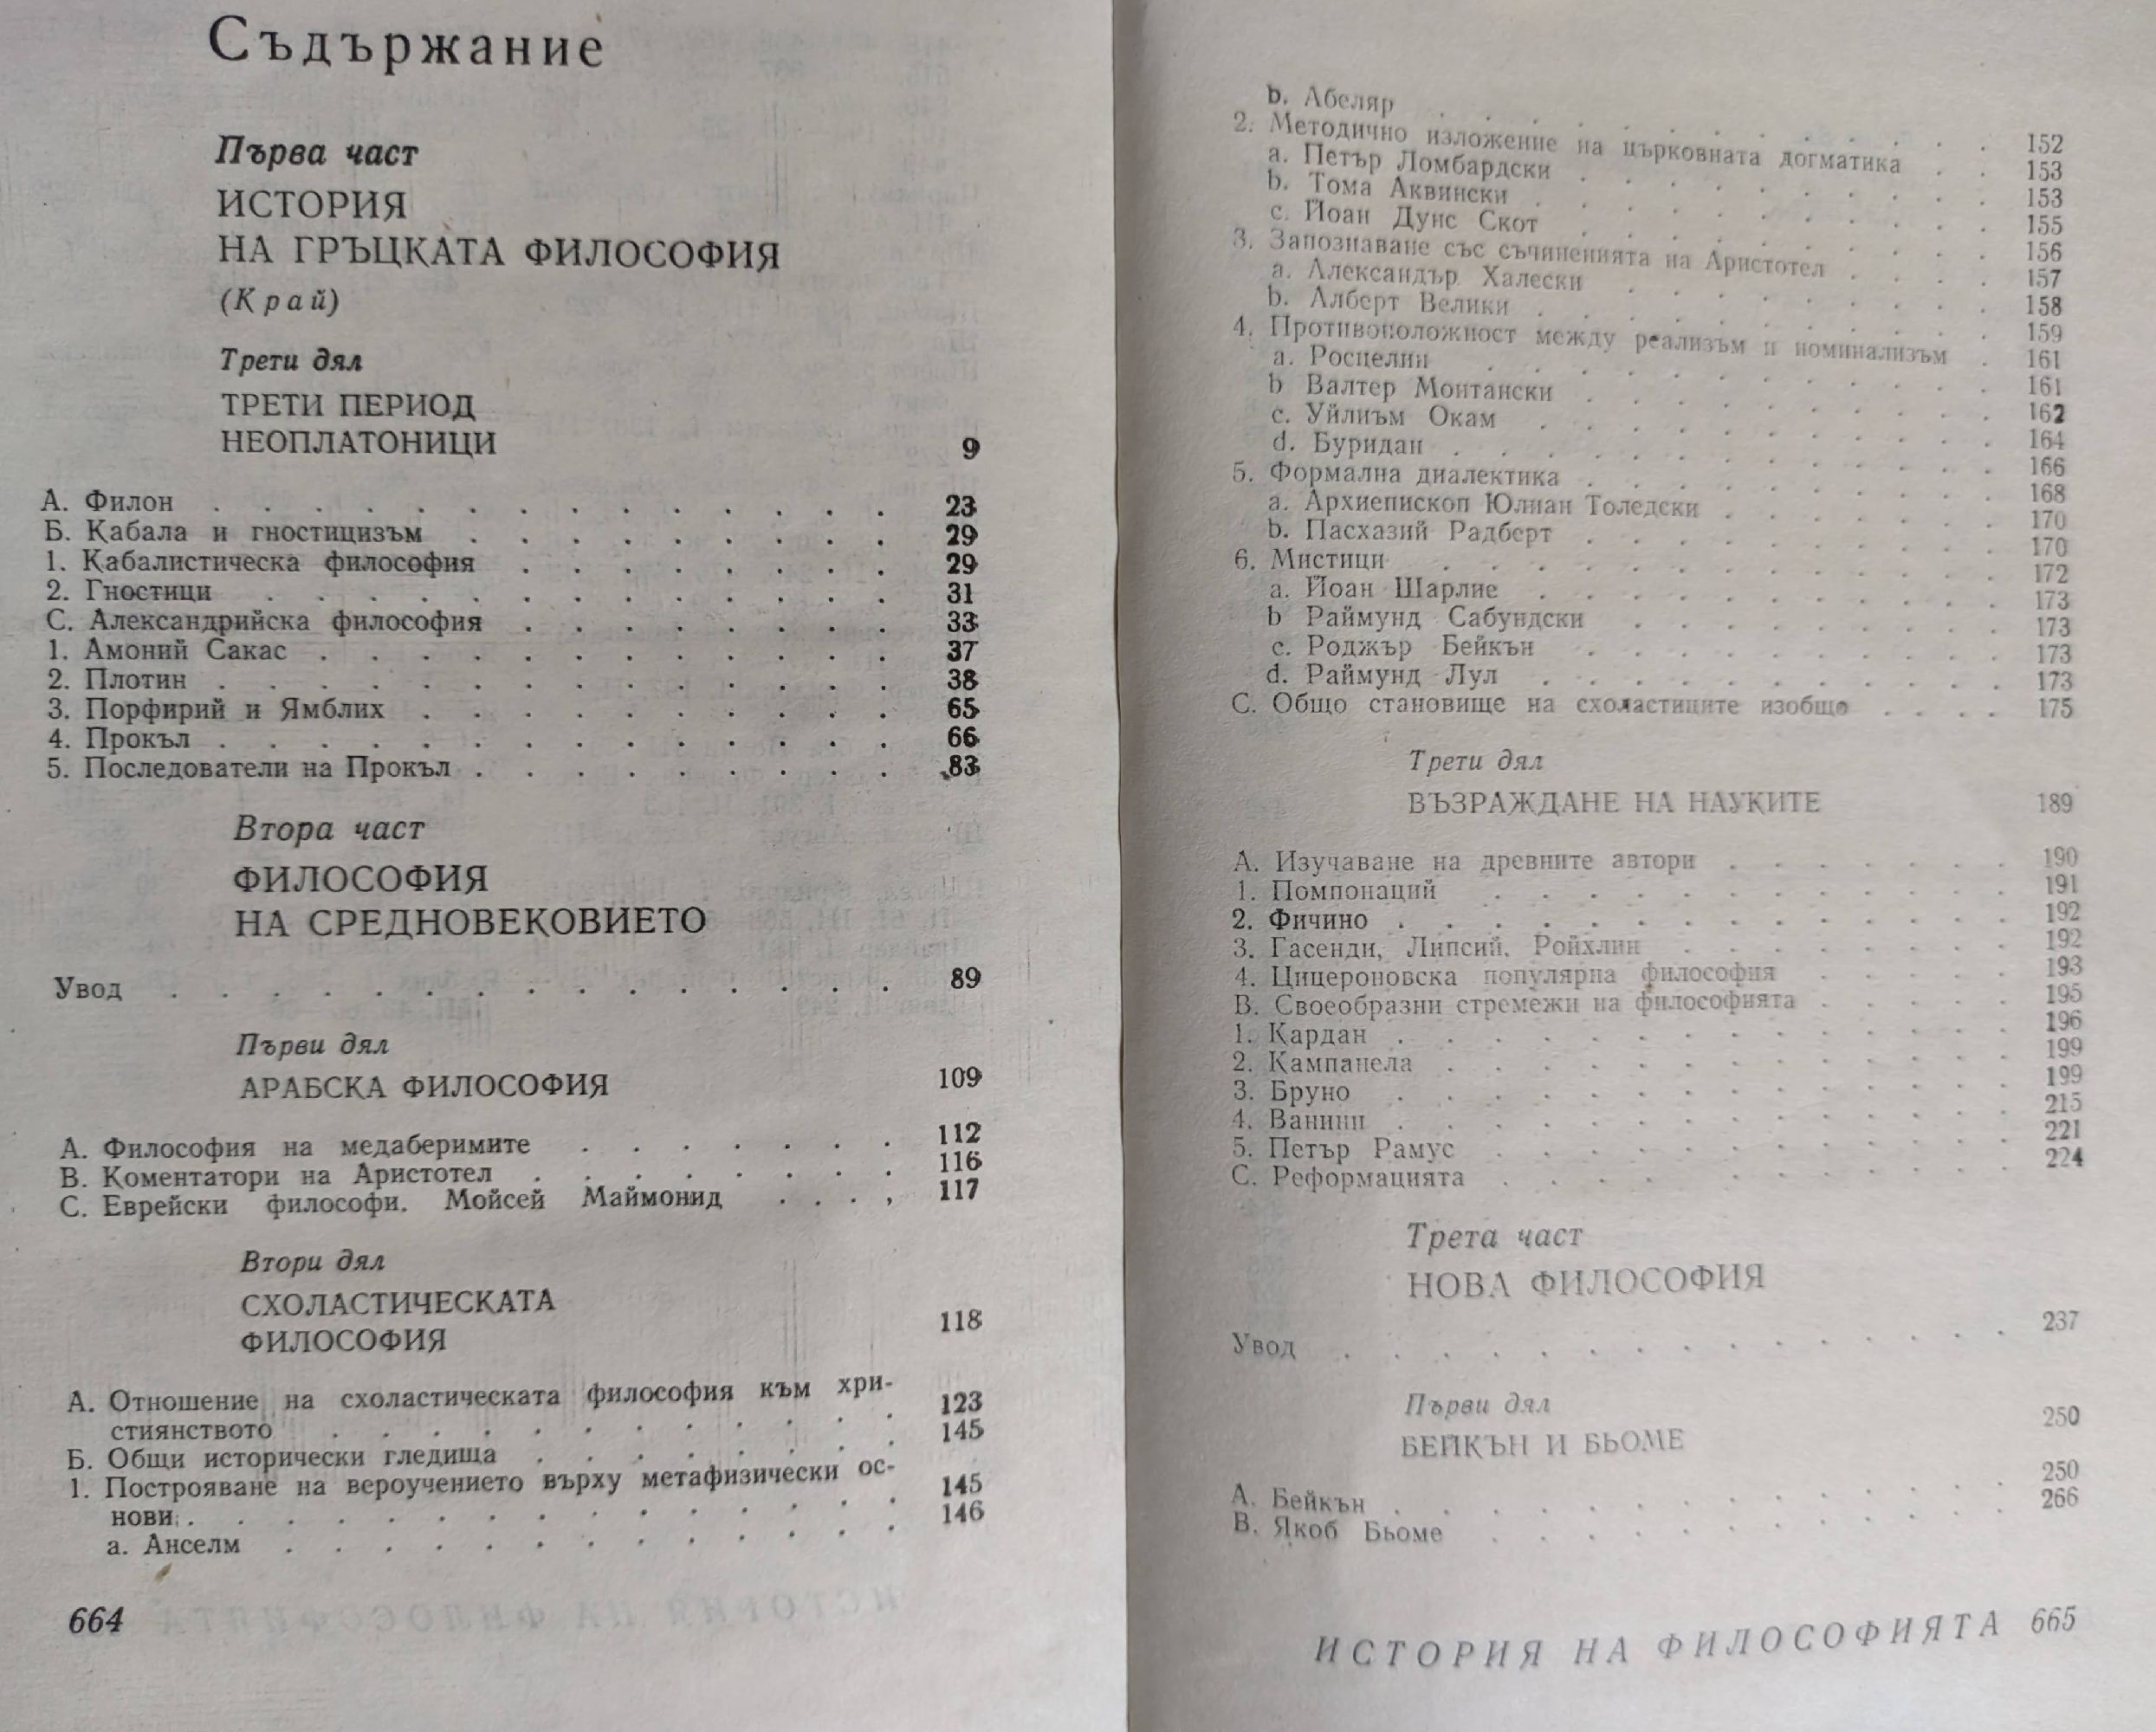 Съдържание
Първа част
ИСТОРИЯ
НА ГРЪЦКАТА ФИЛОСОФИЯ
(Край)
Трети дял
ТРЕТИ ПЕРИОД
НЕОПЛАТОНИЦИ 9
А. Филон . . . . . . . . . . . . . . 23
Б. Кабала и гностицизъм . . . . . . . . . 29
1. Кабалистическа философия . . . . . . . . 29
2. Гностици . . . . . . . . . . . . . 31
С. Александрийска философия . . . . . . . . 33
1. Амоний Сакас . . . . . . . . . . . . 37
2. Плотин . . . . . . . . . . . . . . 38
3. Порфирий и Ямблих . . . . . . . . . . 65
4. Прокъл . . . . . . . . . . . . . . 66
5. Последователи на Прокъл . . . . . . . . . 83
Втора част
ФИЛОСОФИЯ
НА СРЕДНОВЕКОВИЕТО
Увод . . . . . . . . . . . . . . . 89
Първи дял
АРАБСКА ФИЛОСОФИЯ 109
А. Философия на медаберимите . . . . . . . 112
В. Коментатори на Аристотел . . . . . . . . 116
С. Еврейски философи. Мойсей Маймонид . . . , 117
Втори дял
СХОЛАСТИЧЕСКАТА
ФИЛОСОФИЯ 118
А. Отношение на схоластическата философия към хри-
стиянството . . . . . . . . . . . . 123
Б. Общи исторически гледища . . . . . . . . 145
1. Построяване на вероучението върху метафизически ос-
нови . . . . . . . . . . . . . . . 145
а. Анселм . . . . . . . . . . . . . 146
664
b. Абеляр . . . . . . . . . . . . . 152
2. Методично изложение на църковната догматика . . 153
а. Петър Ломбардски . . . . . . . . . . 153
b. Тома Аквински . . . . . . . . . . . 155
с. Йоан Дунс Скот . . . . . . . . . . . 156
3. Запознаване със съчиненията на Аристотел . . . . 157
а. Александър Халески . . . . . . . . . . 158
b. Алберт Велики . . . . . . . . . . . 159
4. Противоположност между реализъм и номинализъм . 161
а. Росцелин . . . . . . . . . . . . . 161
b Валтер Монтански . . . . . . . . . . 162
с. Уйлиъм Окам . . . . . . . . . . . . 164
d. Буридан . . . . . . . . . . . . . 166
5. Формална диалектика . . . . . . . . . . 168
а. Архиепископ Юлиан Толедски . . . . . . . 170
b. Пасхазий Радберт . . . . . . . . . . 170
6. Мистици . . . . . . . . . . . . . . 172
а. Йоан Шарлие . . . . . . . . . . . . 173
b Раймунд Сабундски . . . . . . . . . . 173
с. Роджър Бейкън . . . . . . . . . . . 173
d. Раймунд Лул . . . . . . . . . . . . 173
С. Общо становище на схоластиците изобщо . . . . 175
Трети дял
ВЪЗРАЖДАНЕ НА НАУКИТЕ 189
А. Изучаване на древните автори . . . . . . . 190
1. Помпонаций . . . . . . . . . . . . 191
2. Фичино . . . . . . . . . . . . . . 192
3. Гасенди, Липсий, Ройхлин . . . . . . . . 192
4. Цицероновска популярна философия . . . . . 193
В. Своеобразни стремежи на философията . . . . . 195
1. Кардан . . . . . . . . . . . . . . 196
2. Кампанела . . . . . . . . . . . . . 199
3. Бруно . . . . . . . . . . . . . . 199
4. Ванини . . . . . . . . . . . . . . 215
5. Петър Рамус . . . . . . . . . . . . 221
С. Реформацията . . . . . . . . . . . . 224
Трета част
НОВА ФИЛОСОФИЯ
Увод . . . . . . . . . . . . . . . 237
Първи дял
БЕЙКЪН И БЬОМЕ 250
А. Бейкън . . . . . . . . . . . . . . 250
В. Якоб Бьоме . . . . . . . . . . . . 266
ИСТОРИЯ НА ФИЛОСОФИЯТА 665